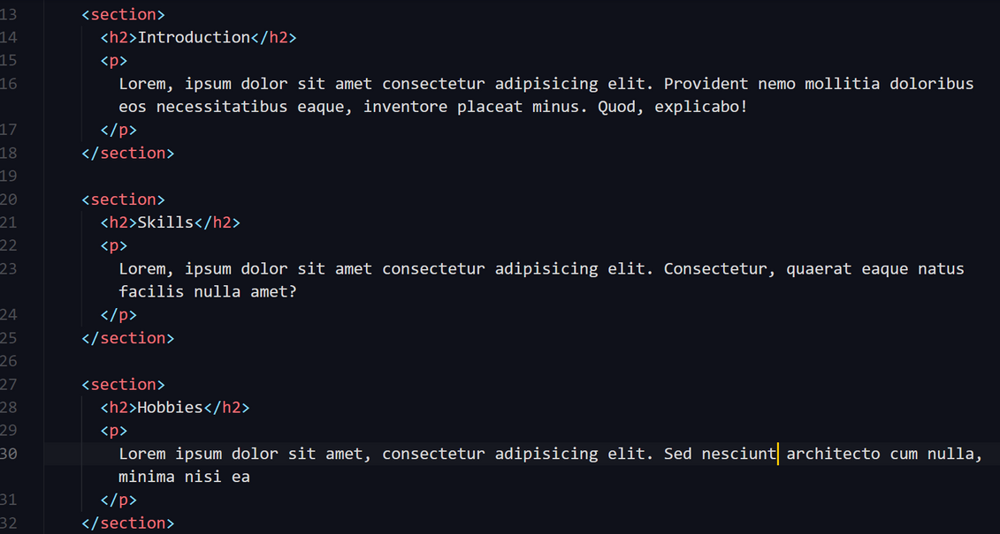 13 <section>
14 <h2>Introduction</h2>
15 <p>
16 Lorem, ipsum dolor sit amet consectetur adipisicing elit. Provident nemo mollitia doloribus
eos necessitatibus eaque, inventore placeat minus. Quod, explicabo!
17 </p>
18 </section>
19
20 <section>
21 <h2>Skills</h2>
22 <p>
23 Lorem, ipsum dolor sit amet consectetur adipisicing elit. Consectetur, quaerat eaque natus
facilis nulla amet?
24 </p>
25 </section>
26
27 <section>
28 <h2>Hobbies</h2>
29 <p>
30 Lorem ipsum dolor sit amet, consectetur adipisicing elit. Sed nesciunt architecto cum nulla,
minima nisi ea
31 </p>
32 </section>